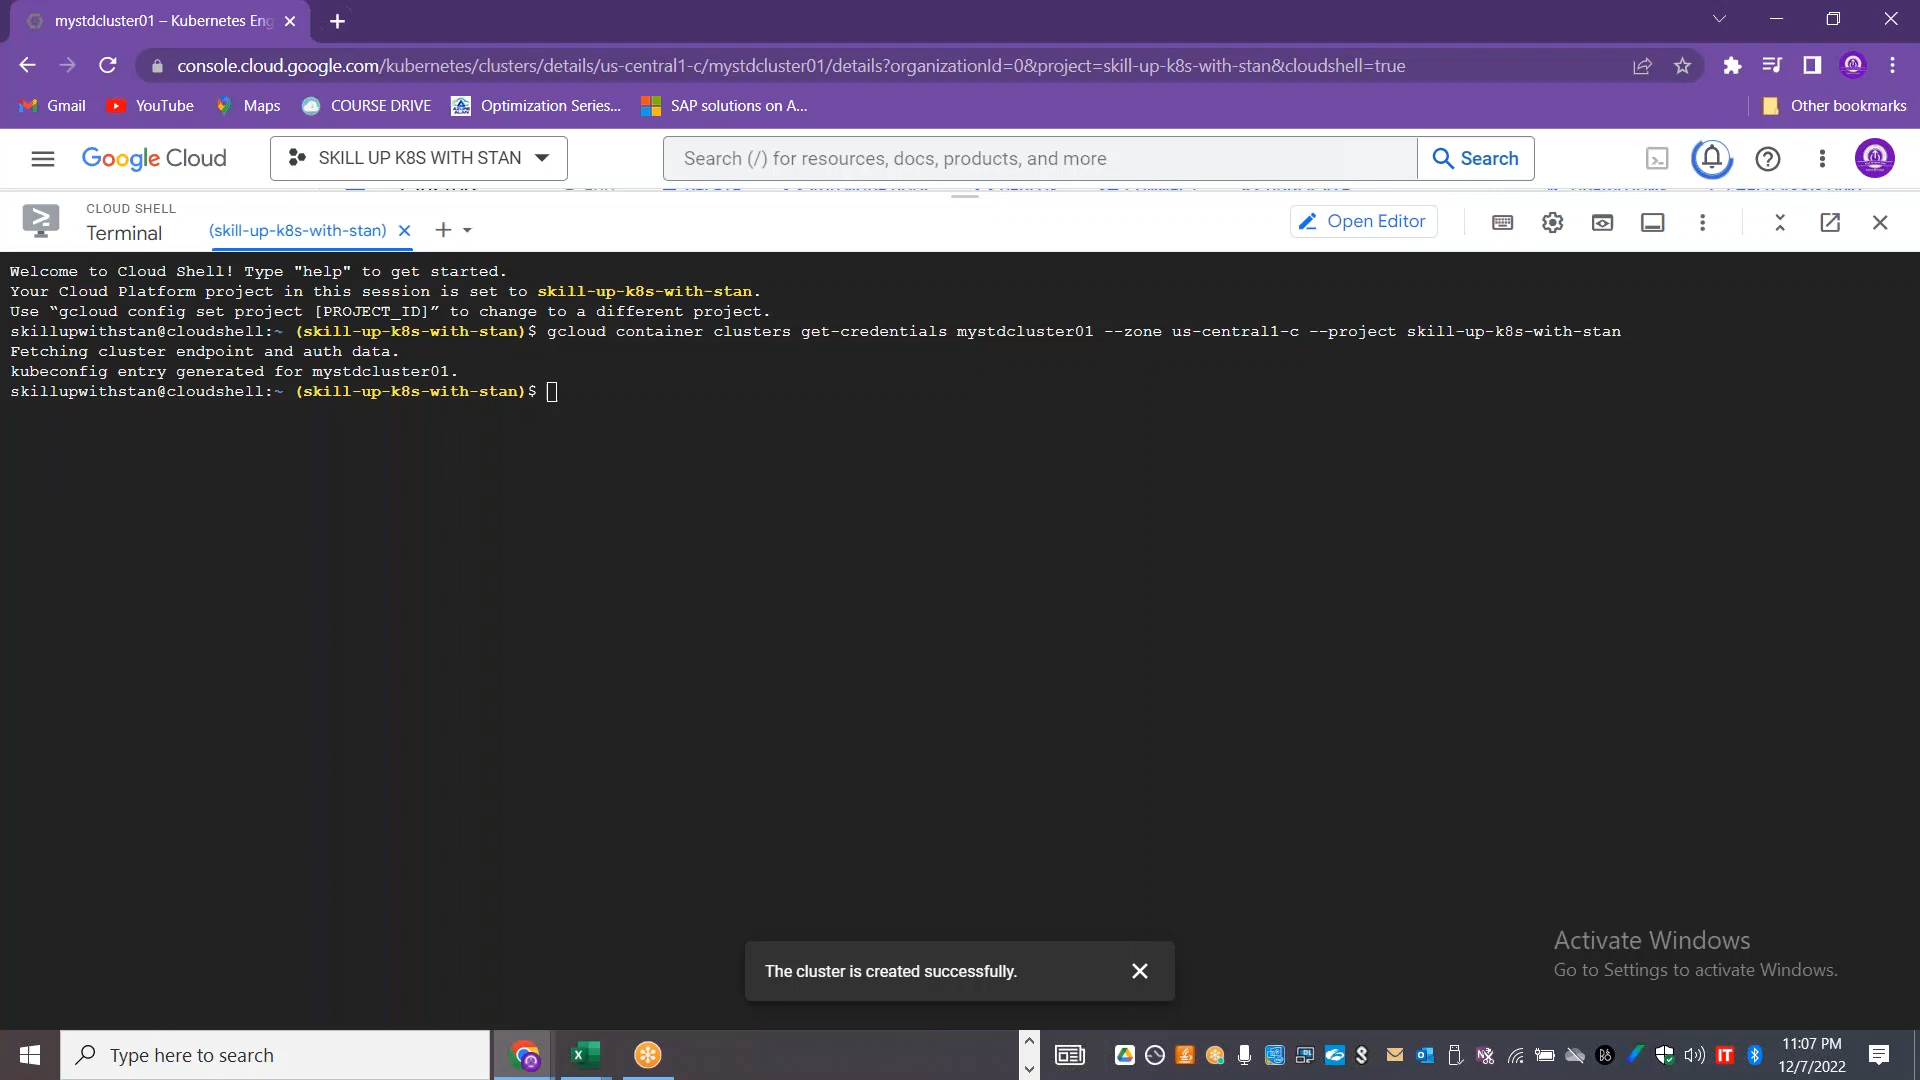 mystdcluster01 – Kubernetes Eng
console.cloud.google.com/kubernetes/clusters/details/us-central1-c/mystdcluster01/details?organizationId=0&project=skill-up-k8s-with-stan&cloudshell=true
Gmail YouTube Maps COURSE DRIVE Optimization Series... SAP solutions on A... Other bookmarks
Google Cloud SKILL UP K8S WITH STAN Search (/) for resources, docs, products, and more Search
CLOUD SHELL
Terminal (skill-up-k8s-with-stan) Open Editor
Welcome to Cloud Shell! Type "help" to get started.
Your Cloud Platform project in this session is set to skill-up-k8s-with-stan.
Use “gcloud config set project [PROJECT_ID]” to change to a different project.
skillupwithstan@cloudshell:~ (skill-up-k8s-with-stan)$ gcloud container clusters get-credentials mystdcluster01 --zone us-central1-c --project skill-up-k8s-with-stan
Fetching cluster endpoint and auth data.
kubeconfig entry generated for mystdcluster01.
skillupwithstan@cloudshell:~ (skill-up-k8s-with-stan)$
The cluster is created successfully.
Activate Windows
Go to Settings to activate Windows.
Type here to search
11:07 PM
12/7/2022